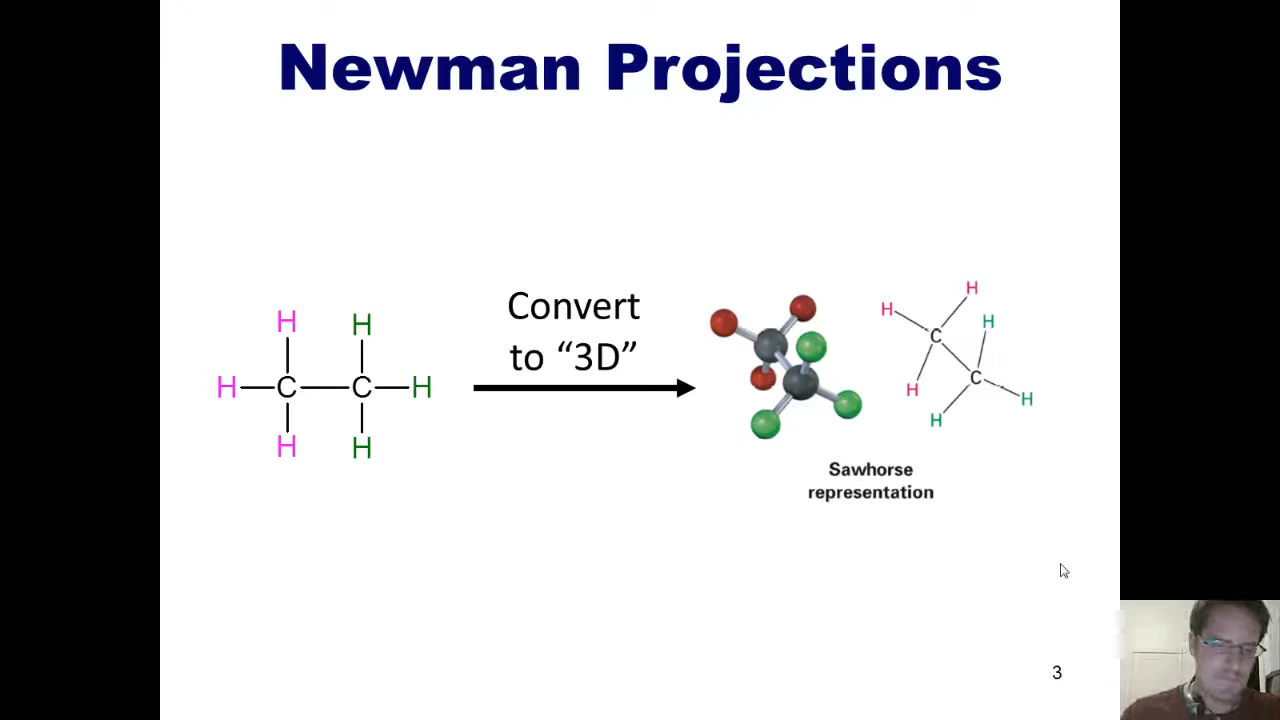 Newman Projections
H H
H C C H
H H
Convert
to “3D”
H
H
H
C
C
H
H
H
Sawhorse
representation
3